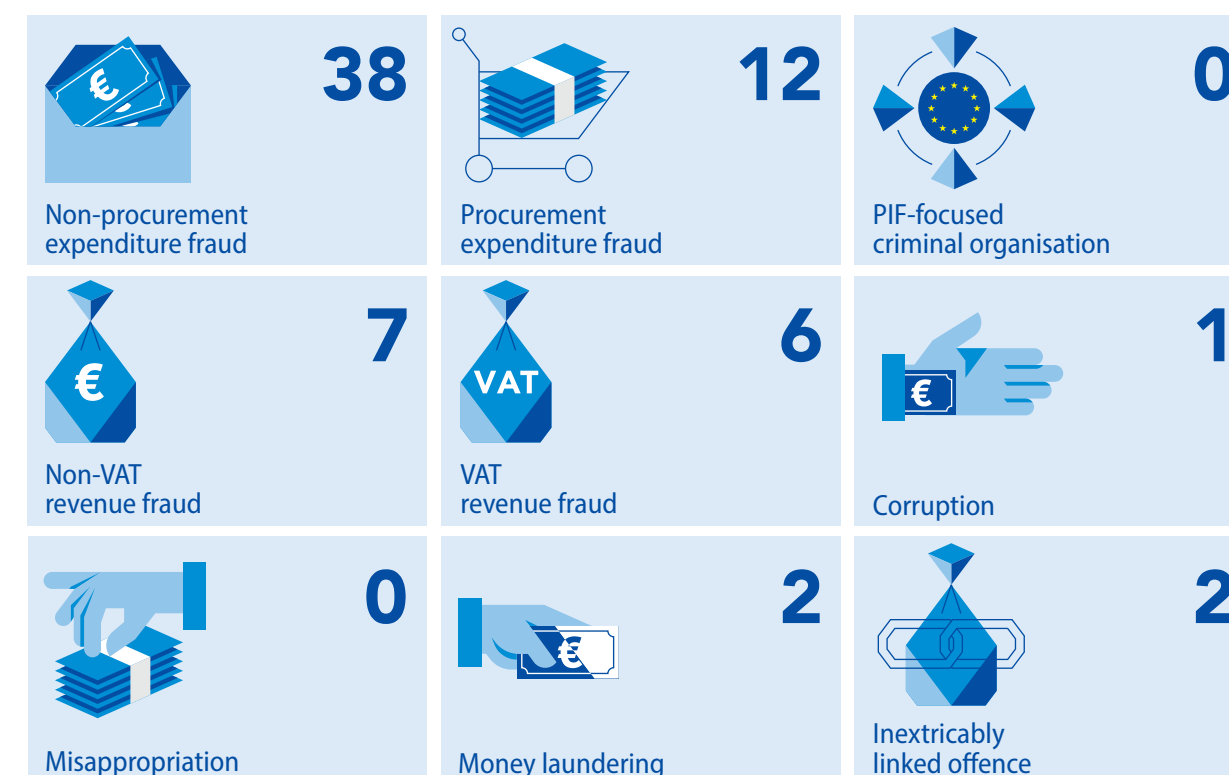 €
38
Non-procurement
expenditure fraud
12
Procurement
expenditure fraud
0
PIF-focused
criminal organisation
€
7
Non-VAT
revenue fraud
VAT
6
VAT
revenue fraud
€
1
Corruption
0
Misappropriation
€
2
Money laundering
2
Inextricably
linked offence